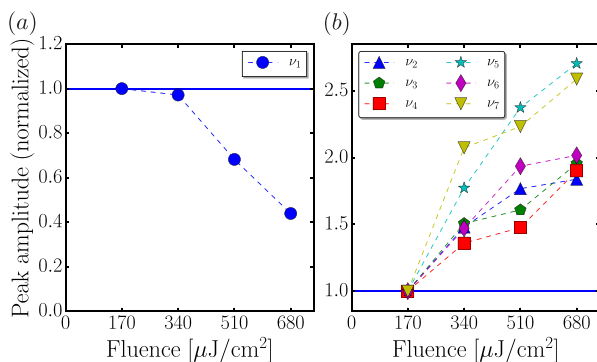 (a)
Peak amplitude (normalized)
1.2
1.0
0.8
0.6
0.4
0.2
0.0
ν₁
0 170 340 510 680
Fluence [μJ/cm²]
(b)
2.5
2.0
1.5
1.0
ν₂ ν₅
ν₃ ν₆
ν₄ ν₇
0 170 340 510 680
Fluence [μJ/cm²]